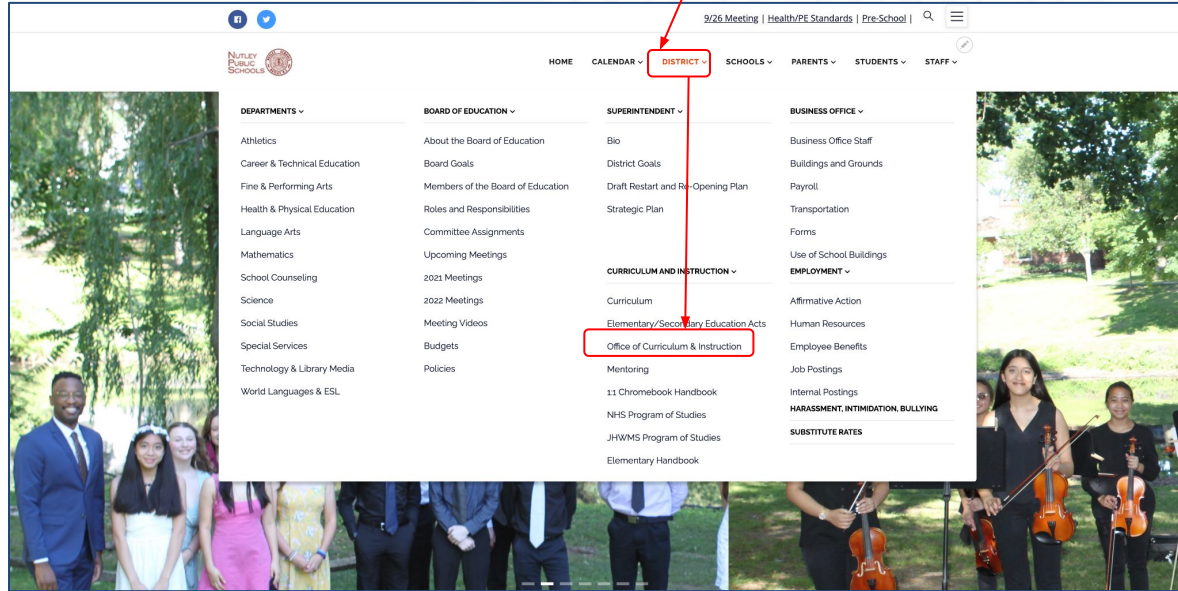 9/26 Meeting | Health/PE Standards | Pre-School |
NUTLEY
PUBLIC
SCHOOLS
HOME CALENDAR DISTRICT SCHOOLS PARENTS STUDENTS STAFF
DEPARTMENTS
Athletics
Career & Technical Education
Fine & Performing Arts
Health & Physical Education
Language Arts
Mathematics
School Counseling
Science
Social Studies
Special Services
Technology & Library Media
World Languages & ESL
BOARD OF EDUCATION
About the Board of Education
Board Goals
Members of the Board of Education
Roles and Responsibilities
Committee Assignments
Upcoming Meetings
2021 Meetings
2022 Meetings
Meeting Videos
Budgets
Policies
SUPERINTENDENT
Bio
District Goals
Draft Restart and Re-Opening Plan
Strategic Plan
CURRICULUM AND INSTRUCTION
Curriculum
Elementary/Secondary Education Acts
Office of Curriculum & Instruction
Mentoring
1:1 Chromebook Handbook
NHS Program of Studies
JHWMS Program of Studies
Elementary Handbook
BUSINESS OFFICE
Business Office Staff
Buildings and Grounds
Payroll
Transportation
Forms
Use of School Buildings
EMPLOYMENT
Affirmative Action
Human Resources
Employee Benefits
Job Postings
Internal Postings
HARASSMENT, INTIMIDATION, BULLYING
SUBSTITUTE RATES